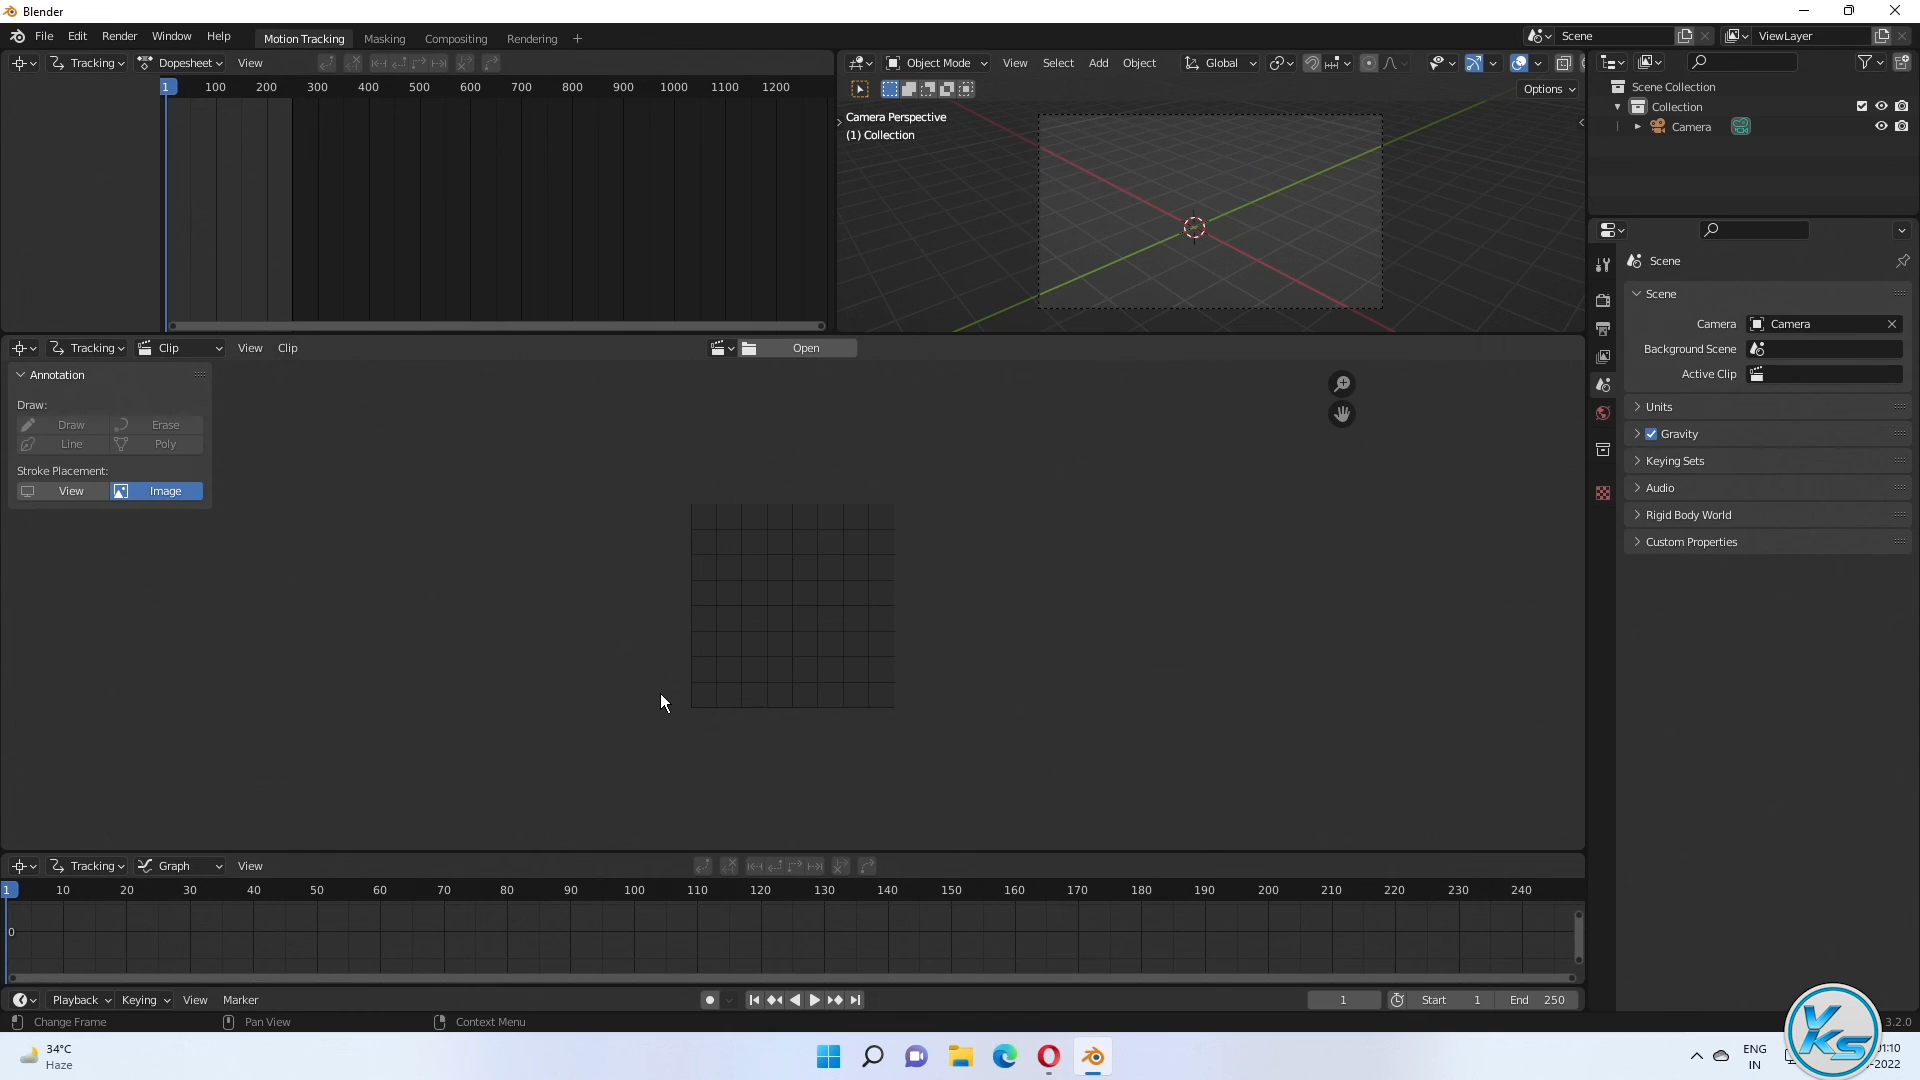 Blender
File Edit Render Window Help Motion Tracking Masking Compositing Rendering Scene ViewLayer
Tracking Dopesheet View
1 100 200 300 400 500 600 700 800 900 1000 1100 1200
Object Mode View Select Add Object Global
Options
Camera Perspective
(1) Collection
Scene Collection
Collection
Camera
Scene
Scene
Camera Camera
Background Scene
Active Clip
Units
Gravity
Keying Sets
Audio
Rigid Body World
Custom Properties
Tracking Clip View Clip Open
Annotation
Draw:
Draw Erase
Line Poly
Stroke Placement:
View Image
Tracking Graph View
1 10 20 30 40 50 60 70 80 90 100 110 120 130 140 150 160 170 180 190 200 210 220 230 240
0
Playback Keying View Marker 1 Start 1 End 250
Change Frame Pan View Context Menu 3.2.0
34°C
Haze
ENG
IN
01:10
-2022
YKS